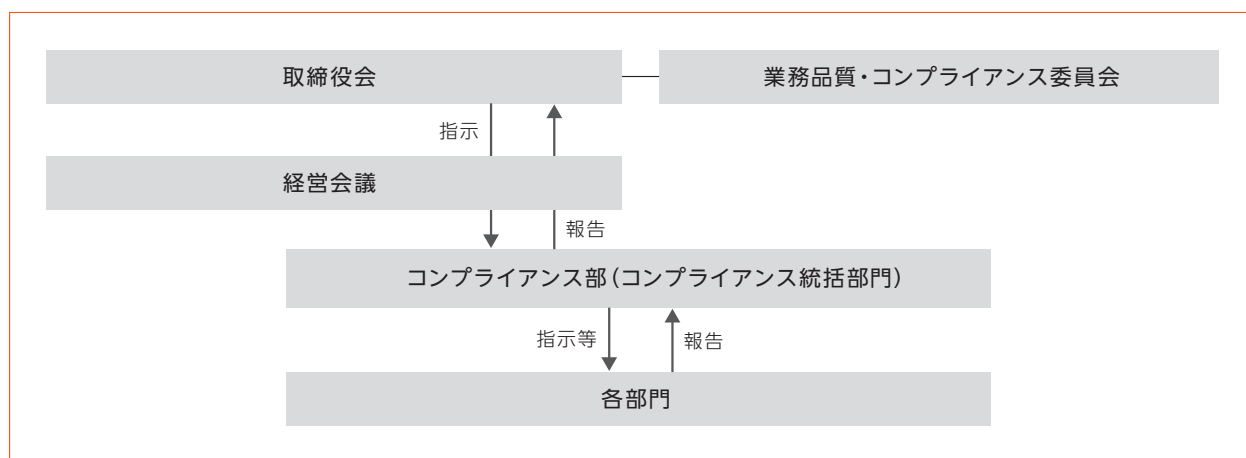 取締役会
業務品質・コンプライアンス委員会
指示
経営会議
報告
コンプライアンス部(コンプライアンス統括部門)
指示等
報告
各部門